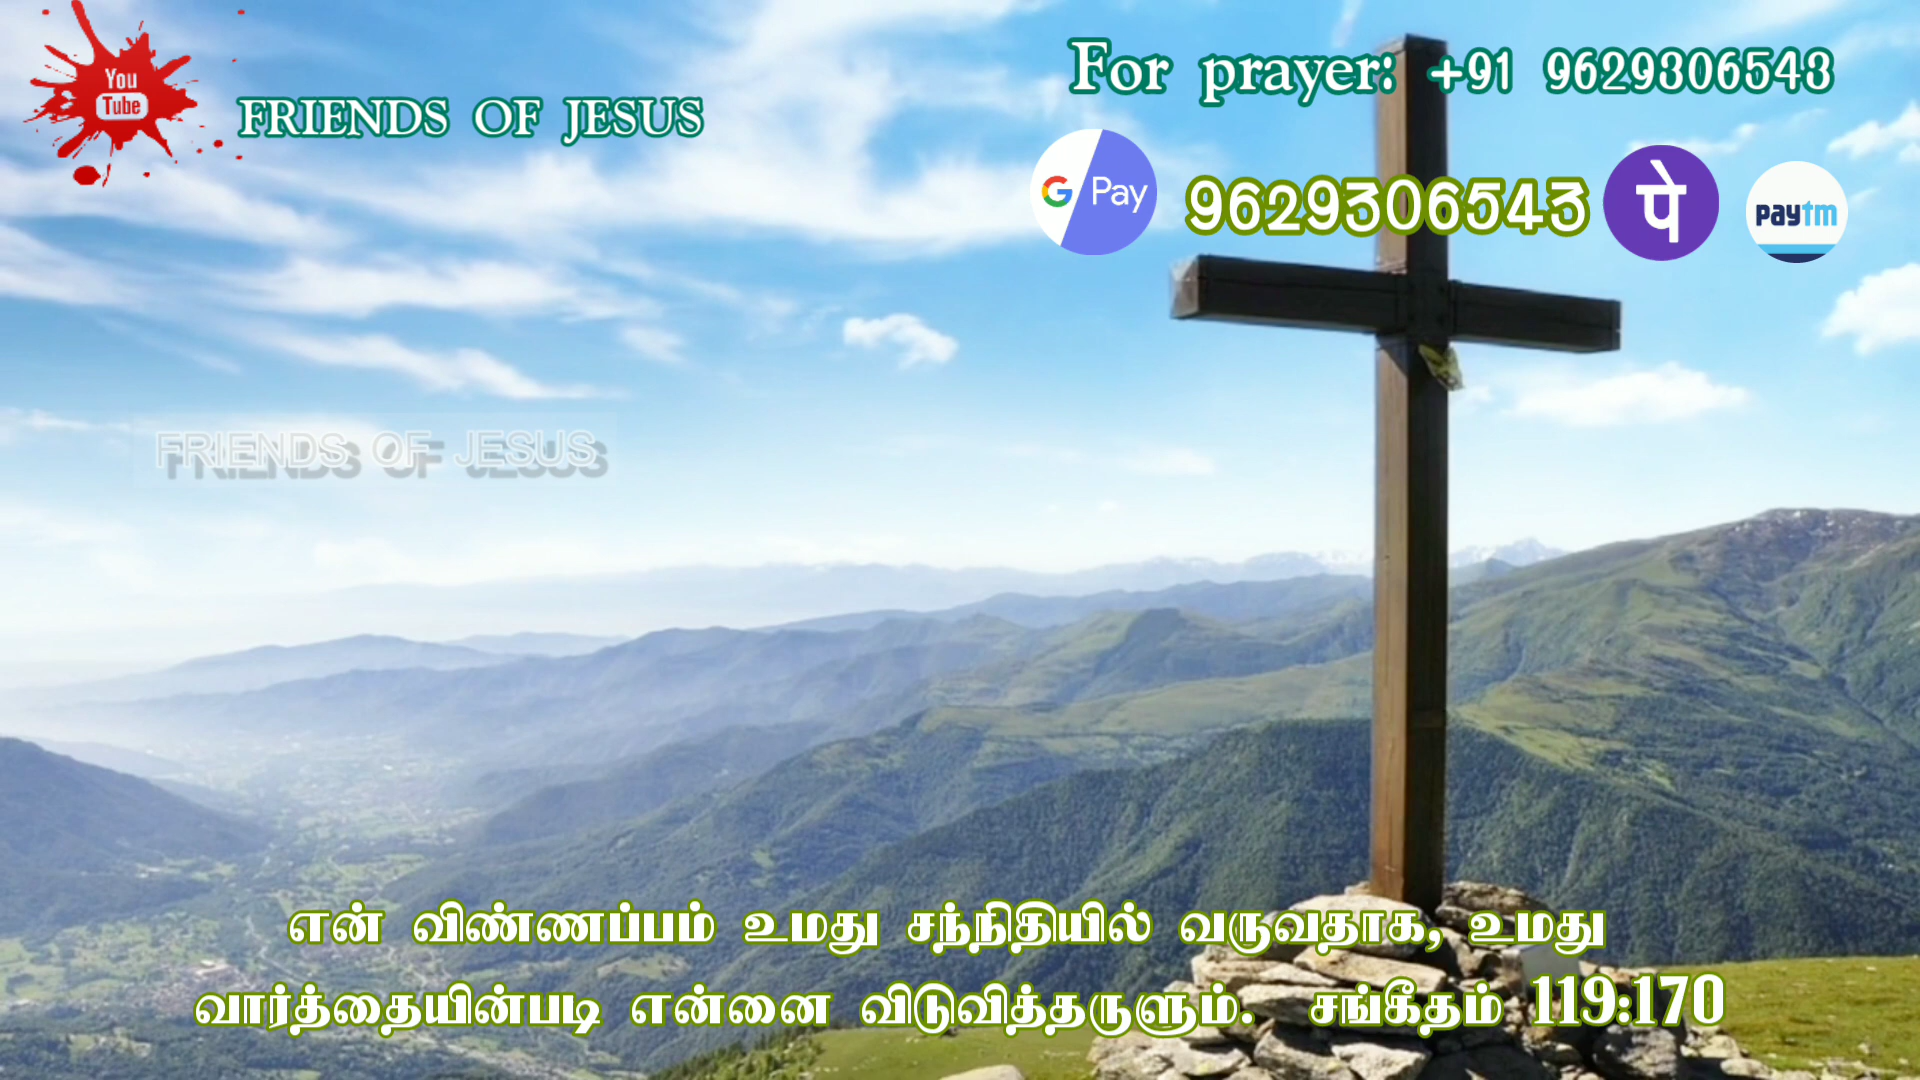 You
Tube
FRIENDS OF JESUS
For prayer: +91 9629306543
G Pay
9629306543
पे
paytm
FRIENDS OF JESUS
என் விண்ணப்பம் உமது சந்நிதியில் வருவதாக, உமது
வார்த்தையின்படி என்னை விடுவித்தருளும். சங்கீதம் 119:170